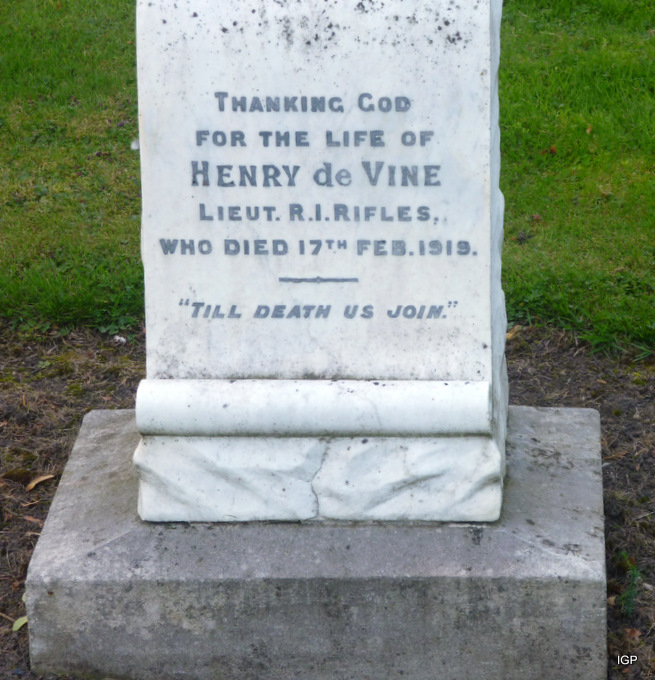 THANKING GOD
FOR THE LIFE OF
HENRY de VINE
LIEUT. R.I.RIFLES,
WHO DIED 17TH FEB.1919.
"TILL DEATH US JOIN."
IGP